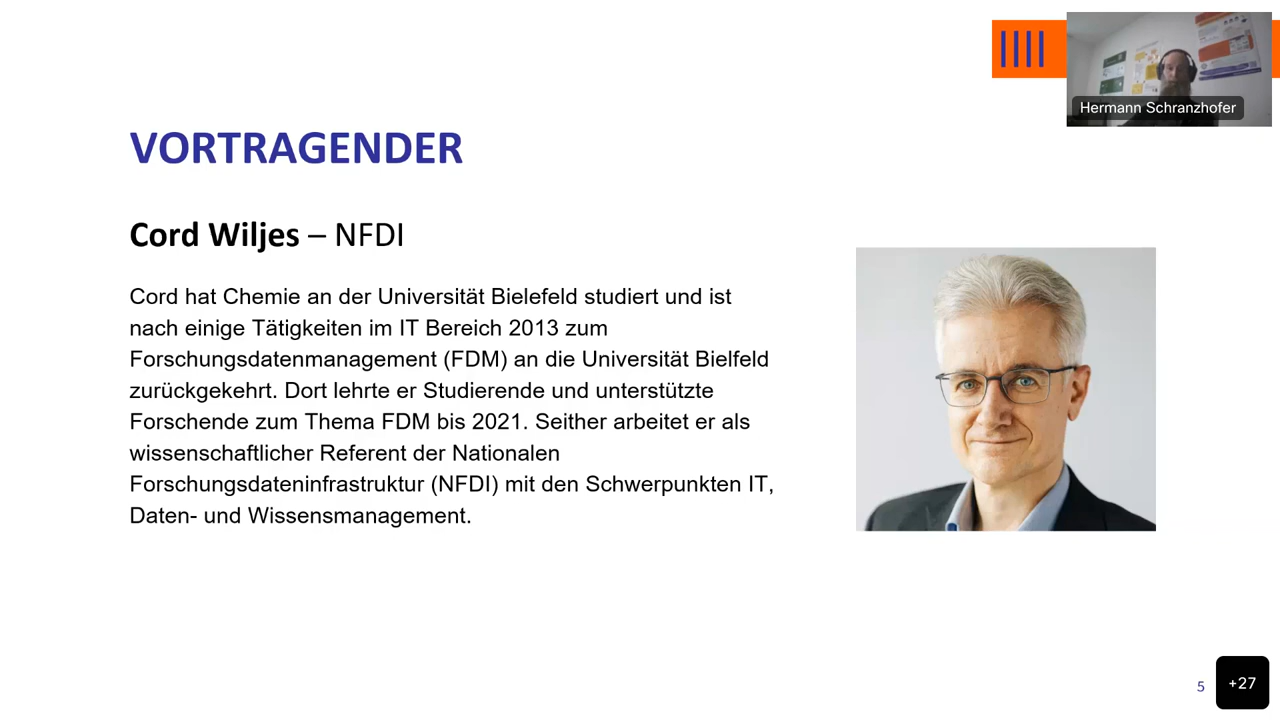 Hermann Schranzhofer
VORTRAGENDER
Cord Wiljes – NFDI
Cord hat Chemie an der Universität Bielefeld studiert und ist
nach einige Tätigkeiten im IT Bereich 2013 zum
Forschungsdatenmanagement (FDM) an die Universität Bielfeld
zurückgekehrt. Dort lehrte er Studierende und unterstützte
Forschende zum Thema FDM bis 2021. Seither arbeitet er als
wissenschaftlicher Referent der Nationalen
Forschungsdateninfrastruktur (NFDI) mit den Schwerpunkten IT,
Daten- und Wissensmanagement.
5
+27